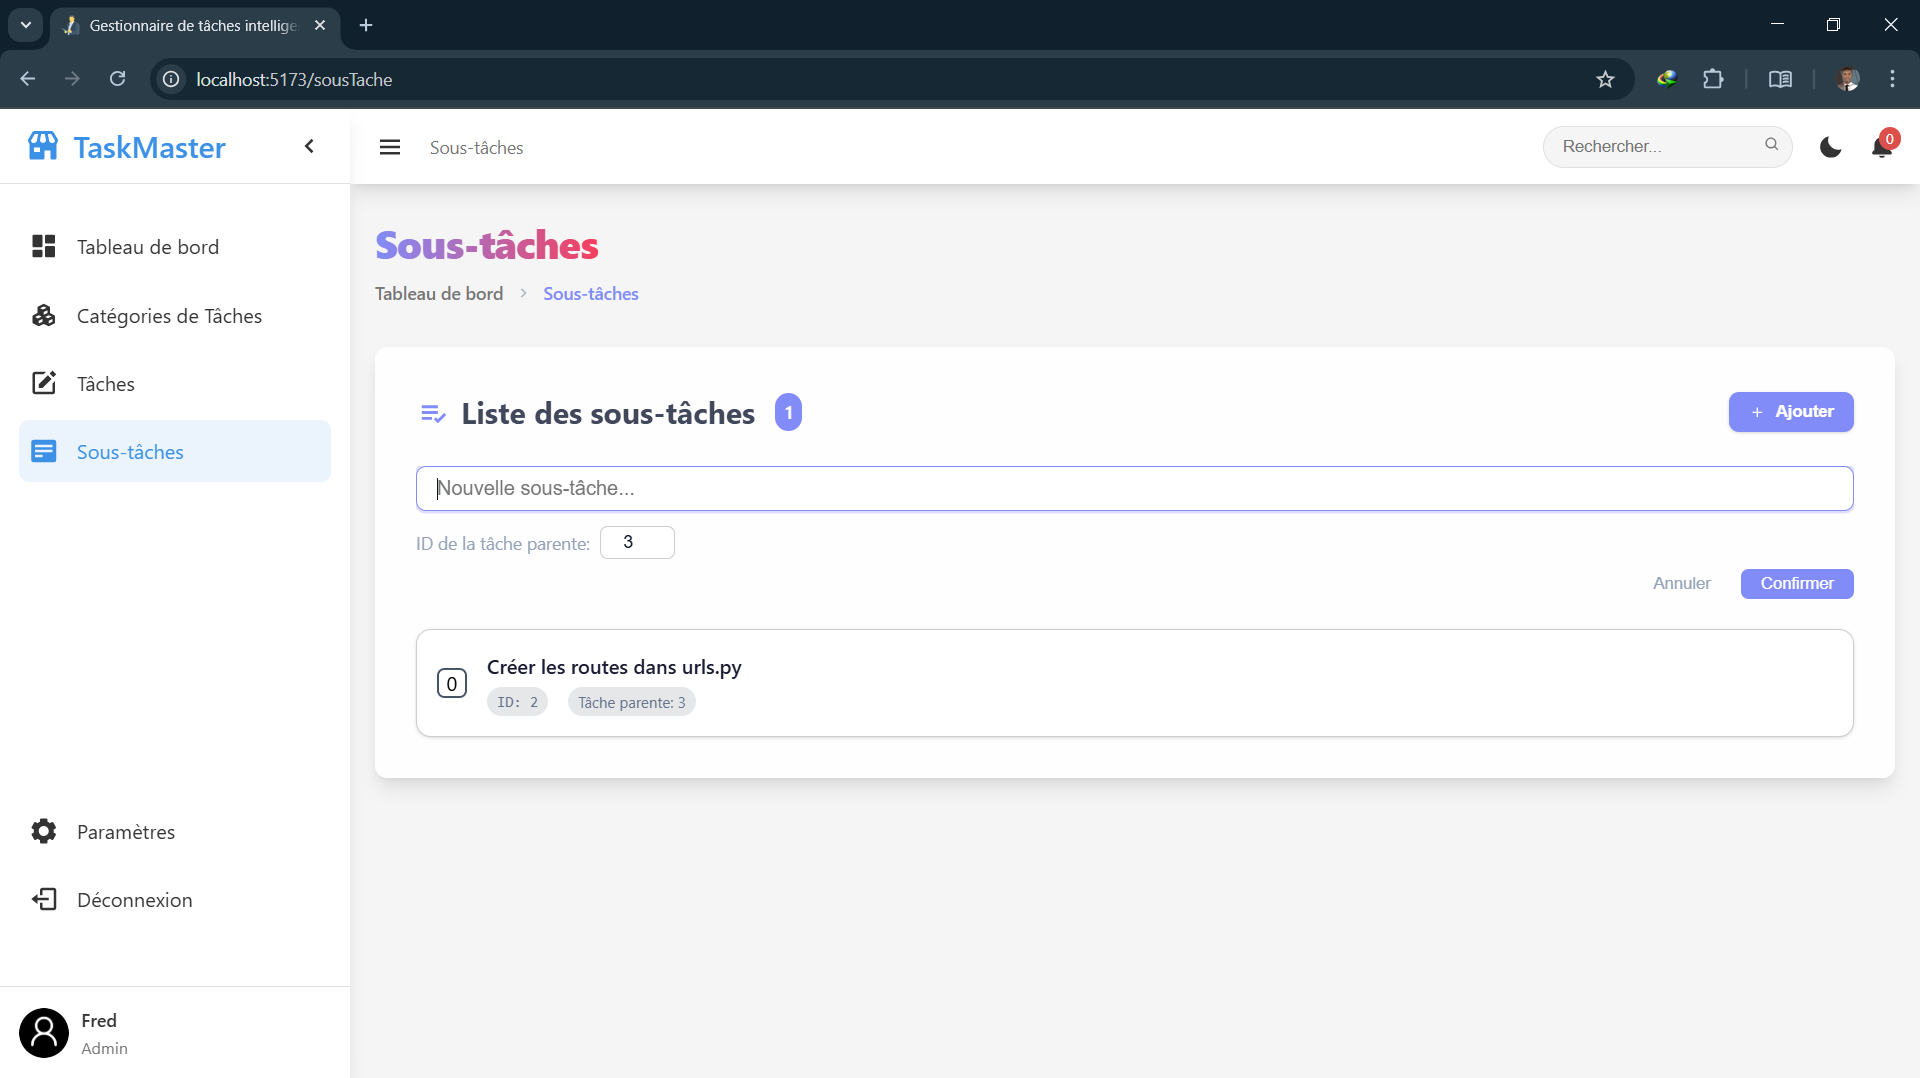 Gestionnaire de tâches intellige
localhost:5173/sousTache
TaskMaster
Sous-tâches
Rechercher...
0
Tableau de bord
Catégories de Tâches
Tâches
Sous-tâches
Paramètres
Déconnexion
Fred
Admin
Sous-tâches
Tableau de bord > Sous-tâches
Liste des sous-tâches 1
+ Ajouter
Nouvelle sous-tâche...
ID de la tâche parente: 3
Annuler Confirmer
0
Créer les routes dans urls.py
ID: 2 Tâche parente: 3